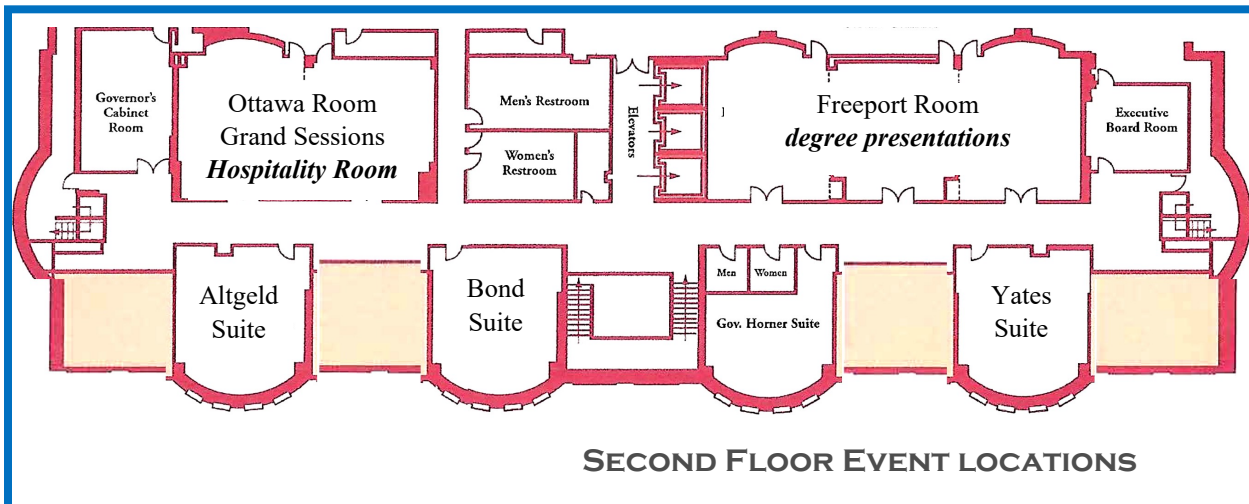 Governor's
Cabinet
Room
Ottawa Room
Grand Sessions
Hospitality Room
Men's Restroom
Women's
Restroom
Elevators
Freeport Room
degree presentations
Executive
Board Room
Altgeld
Suite
Bond
Suite
Men
Women
Gov. Horner Suite
Yates
Suite
SECOND FLOOR EVENT LOCATIONS